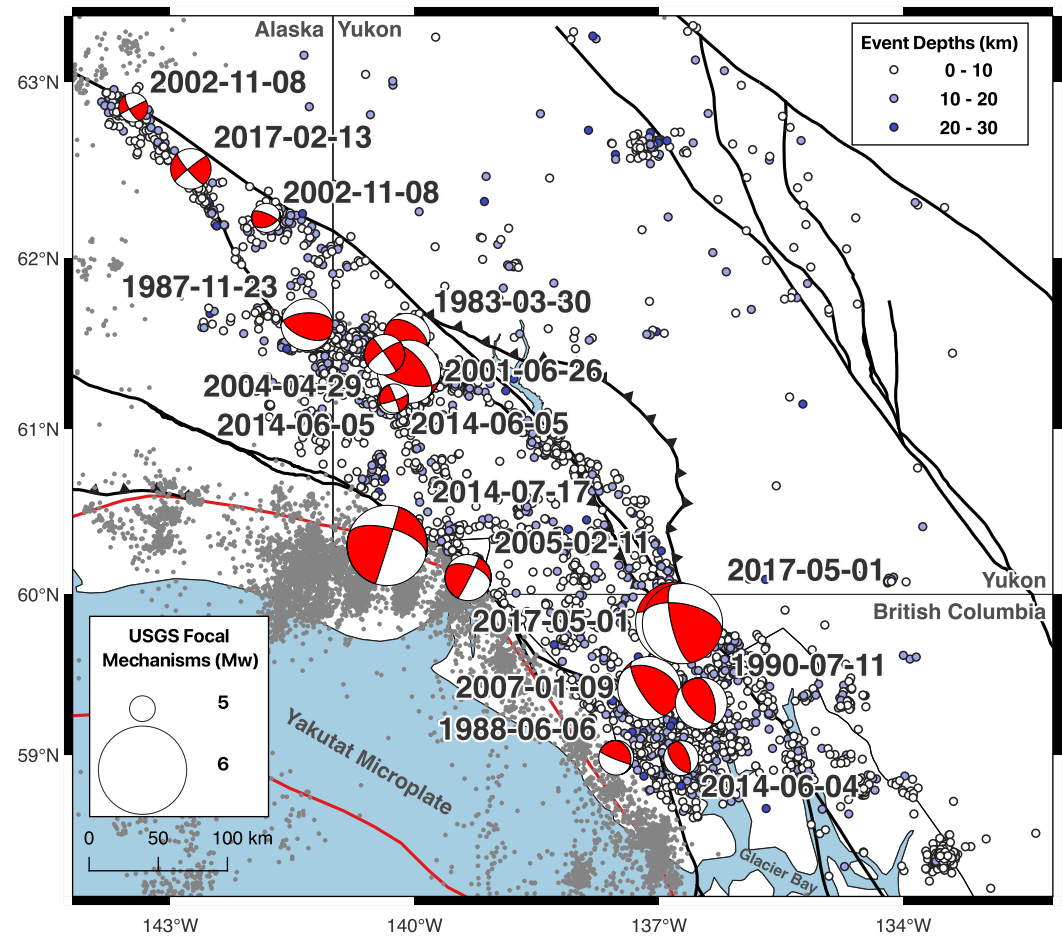 Alaska
Yukon
Event Depths (km)
0 - 10
10 - 20
20 - 30
63°N
2002-11-08
2017-02-13
2002-11-08
62°N
1987-11-23
1983-03-30
2001-06-26
2004-04-29
2014-06-05
2014-06-05
61°N
2014-07-17
2005-02-11
2017-05-01
Yukon
60°N
British Columbia
2017-05-01
USGS Focal
Mechanisms (Mw)
5
6
1990-07-11
2007-01-09
1988-06-06
59°N
2014-06-04
Yakutat Microplate
0 50 100 km
Glacier Bay
143°W
140°W
137°W
134°W